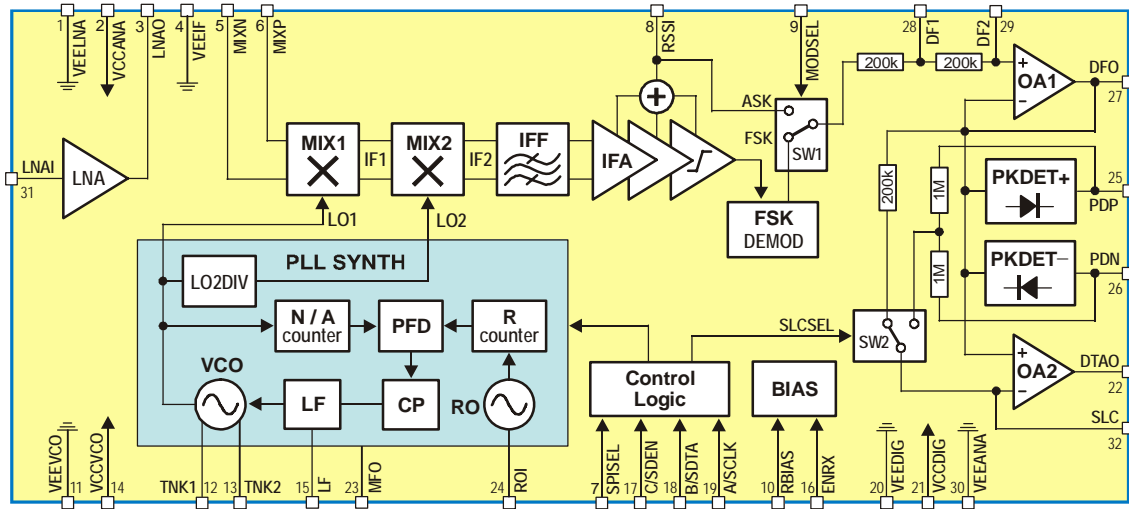 1
VEELNA
2
VCCANA
3
LNAO
4
VEEIF
5
MIXN
6
MIXP
8
RSSI
9
MODSEL
28
DF1
29
DF2
200k
200k
+
−
OA1
DFO
27
ASK
FSK
SW1
LNAI
31
LNA
MIX1
IF1
MIX2
IF2
IFF
IFA
+
FSK
DEMOD
LO1
LO2
200k
1M
1M
PKDET+
25
PDP
PKDET−
PDN
26
PLL SYNTH
LO2DIV
N / A
counter
PFD
R
counter
VCO
LF
CP
RO
SLCSEL
SW2
Control
Logic
BIAS
+
−
OA2
DTAO
22
SLC
32
VEEVCO
11
VCCVCO
14
TNK1
12
13
TNK2
15
LF
23
MFO
24
ROI
7
SPISEL
17
C/SDEN
18
B/SDTA
19
A/SCLK
10
RBIAS
16
ENRX
20
VEEDIG
21
VCCDIG
30
VEEANA